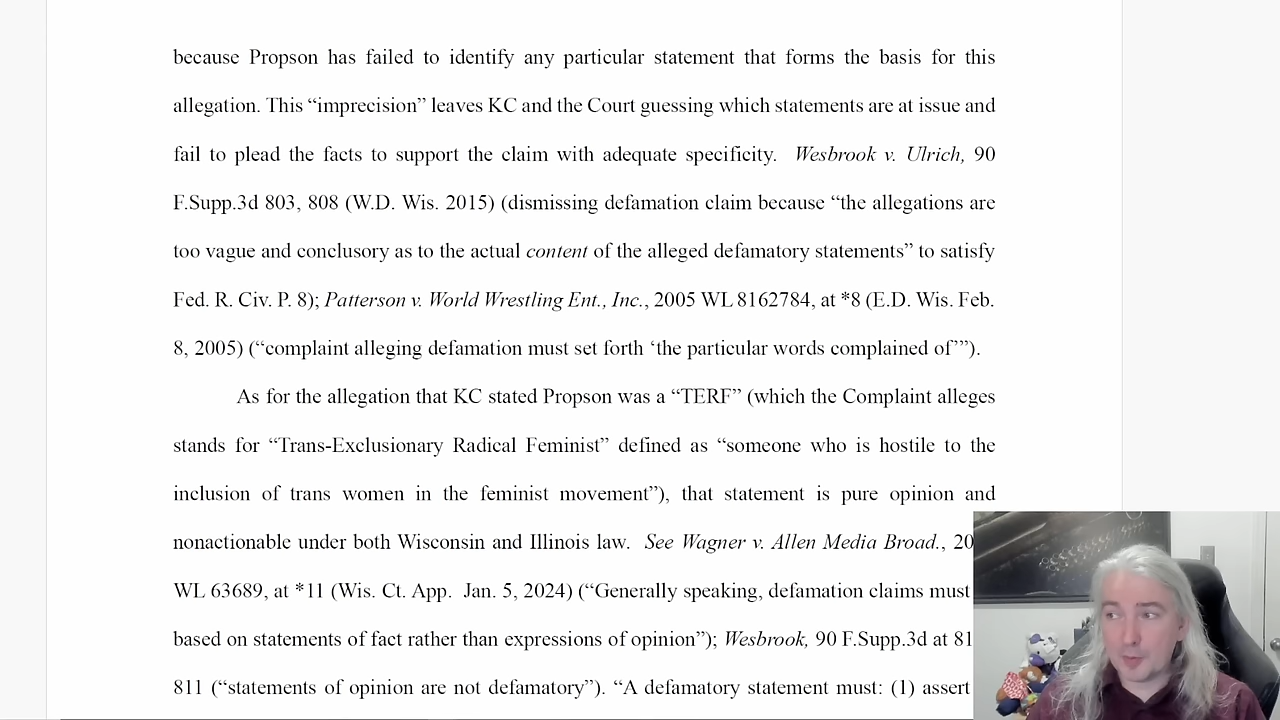 because Propson has failed to identify any particular statement that forms the basis for this
allegation. This “imprecision” leaves KC and the Court guessing which statements are at issue and
fail to plead the facts to support the claim with adequate specificity. Wesbrook v. Ulrich, 90
F.Supp.3d 803, 808 (W.D. Wis. 2015) (dismissing defamation claim because “the allegations are
too vague and conclusory as to the actual content of the alleged defamatory statements” to satisfy
Fed. R. Civ. P. 8); Patterson v. World Wrestling Ent., Inc., 2005 WL 8162784, at *8 (E.D. Wis. Feb.
8, 2005) (“complaint alleging defamation must set forth ‘the particular words complained of’”).
As for the allegation that KC stated Propson was a “TERF” (which the Complaint alleges
stands for “Trans-Exclusionary Radical Feminist” defined as “someone who is hostile to the
inclusion of trans women in the feminist movement”), that statement is pure opinion and
nonactionable under both Wisconsin and Illinois law. See Wagner v. Allen Media Broad., 20
WL 63689, at *11 (Wis. Ct. App. Jan. 5, 2024) (“Generally speaking, defamation claims must
based on statements of fact rather than expressions of opinion”); Wesbrook, 90 F.Supp.3d at 81
811 (“statements of opinion are not defamatory”). “A defamatory statement must: (1) assert